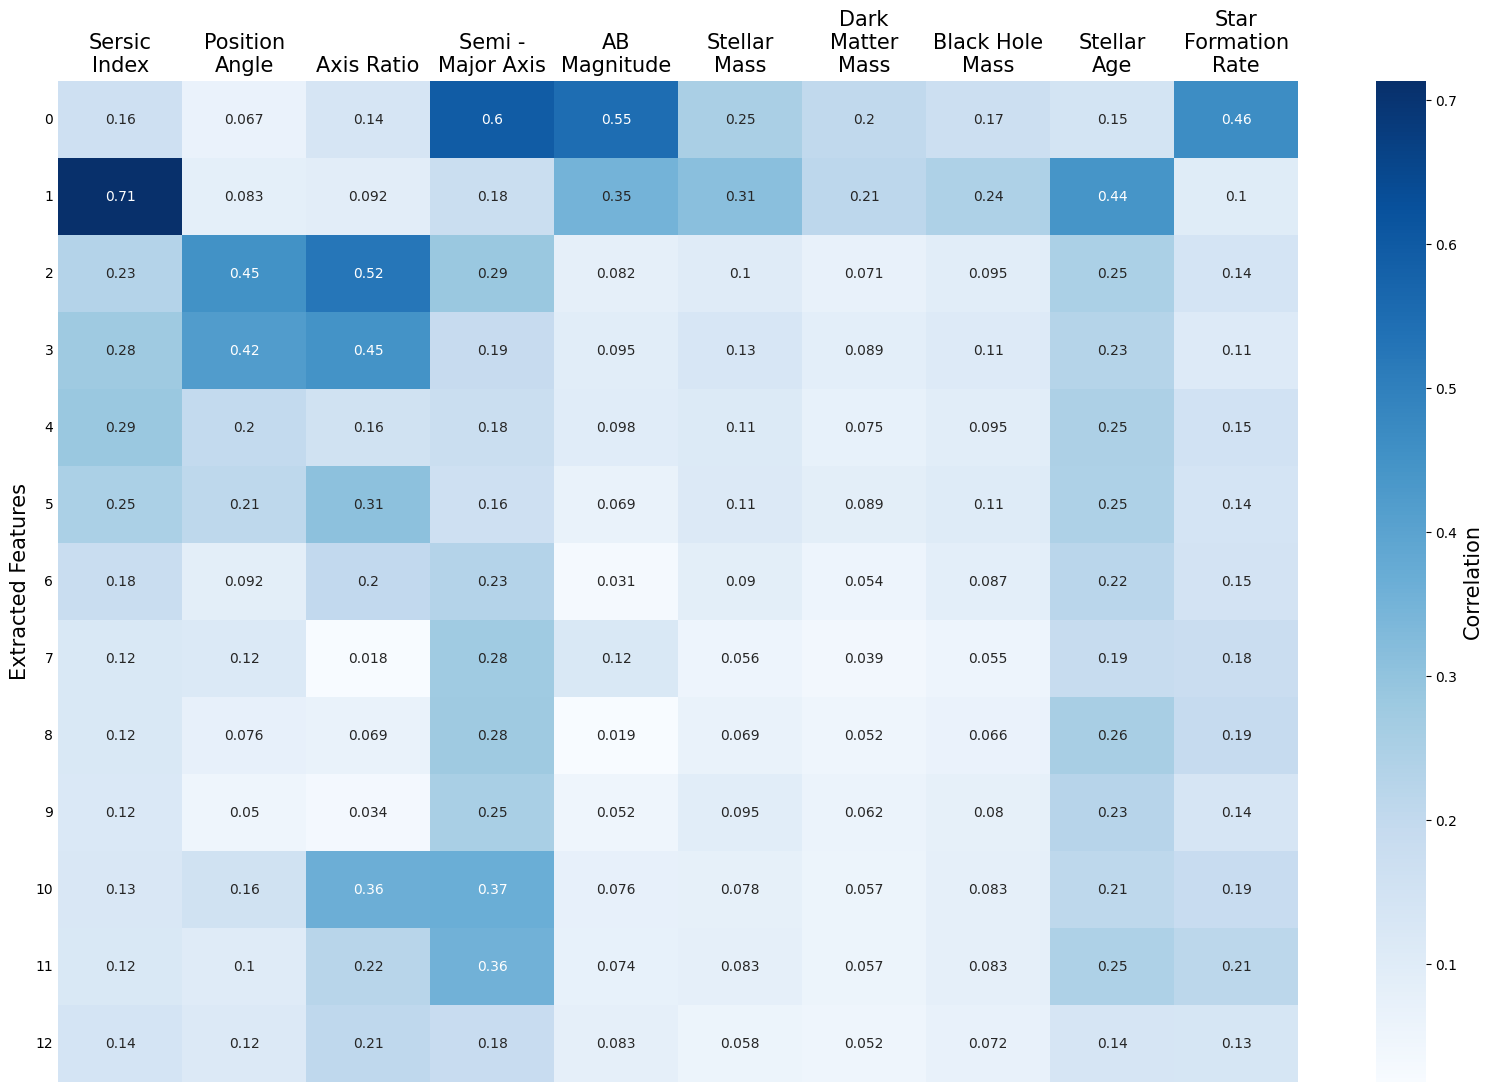 Sersic
Index
Position
Angle
Axis Ratio
Semi -
Major Axis
AB
Magnitude
Stellar
Mass
Dark
Matter
Mass
Black Hole
Mass
Stellar
Age
Star
Formation
Rate
0 0.16 0.067 0.14 0.6 0.55 0.25 0.2 0.17 0.15 0.46
1 0.71 0.083 0.092 0.18 0.35 0.31 0.21 0.24 0.44 0.1
2 0.23 0.45 0.52 0.29 0.082 0.1 0.071 0.095 0.25 0.14
3 0.28 0.42 0.45 0.19 0.095 0.13 0.089 0.11 0.23 0.11
4 0.29 0.2 0.16 0.18 0.098 0.11 0.075 0.095 0.25 0.15
5 0.25 0.21 0.31 0.16 0.069 0.11 0.089 0.11 0.25 0.14
6 0.18 0.092 0.2 0.23 0.031 0.09 0.054 0.087 0.22 0.15
7 0.12 0.12 0.018 0.28 0.12 0.056 0.039 0.055 0.19 0.18
8 0.12 0.076 0.069 0.28 0.019 0.069 0.052 0.066 0.26 0.19
9 0.12 0.05 0.034 0.25 0.052 0.095 0.062 0.08 0.23 0.14
10 0.13 0.16 0.36 0.37 0.076 0.078 0.057 0.083 0.21 0.19
11 0.12 0.1 0.22 0.36 0.074 0.083 0.057 0.083 0.25 0.21
12 0.14 0.12 0.21 0.18 0.083 0.058 0.052 0.072 0.14 0.13
Extracted Features
0.7
0.6
0.5
0.4
0.3
0.2
0.1
Correlation